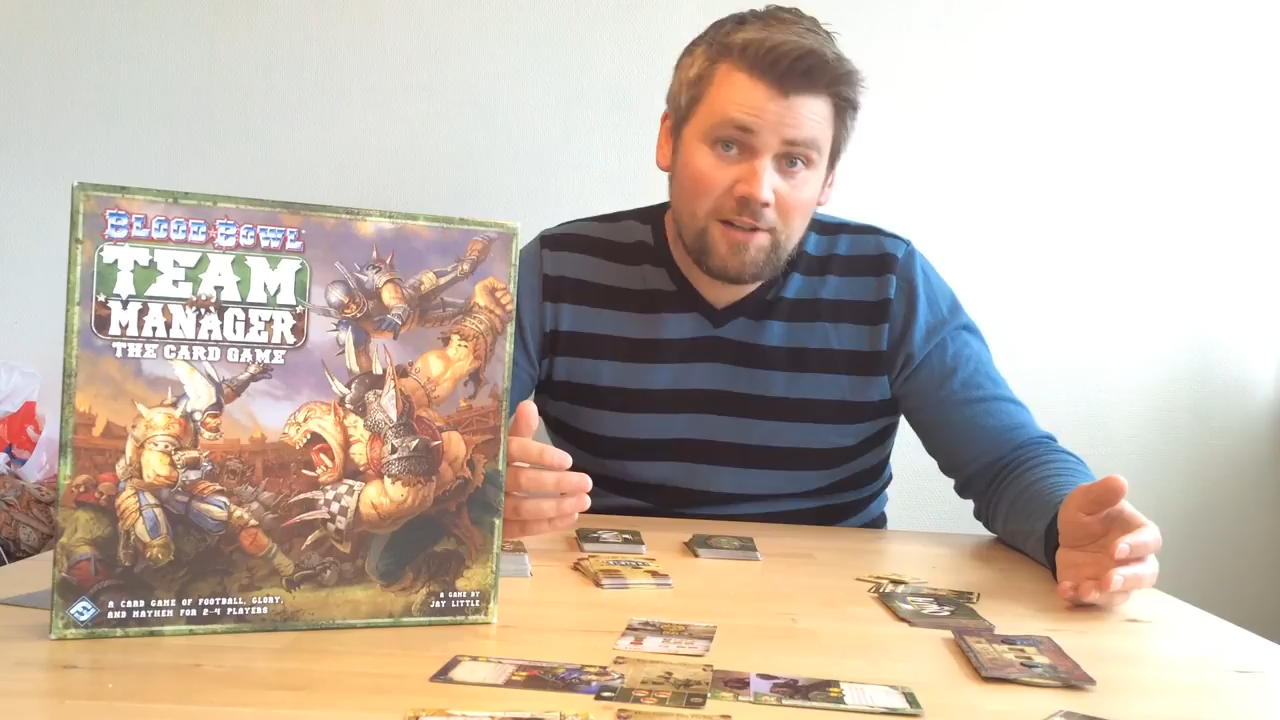 BLOOD BOWL
TEAM
MANAGER
THE CARD GAME
A CARD GAME OF FOOTBALL, GLORY,
AND MAYHEM FOR 2-4 PLAYERS
A GAME BY
JAY LITTLE